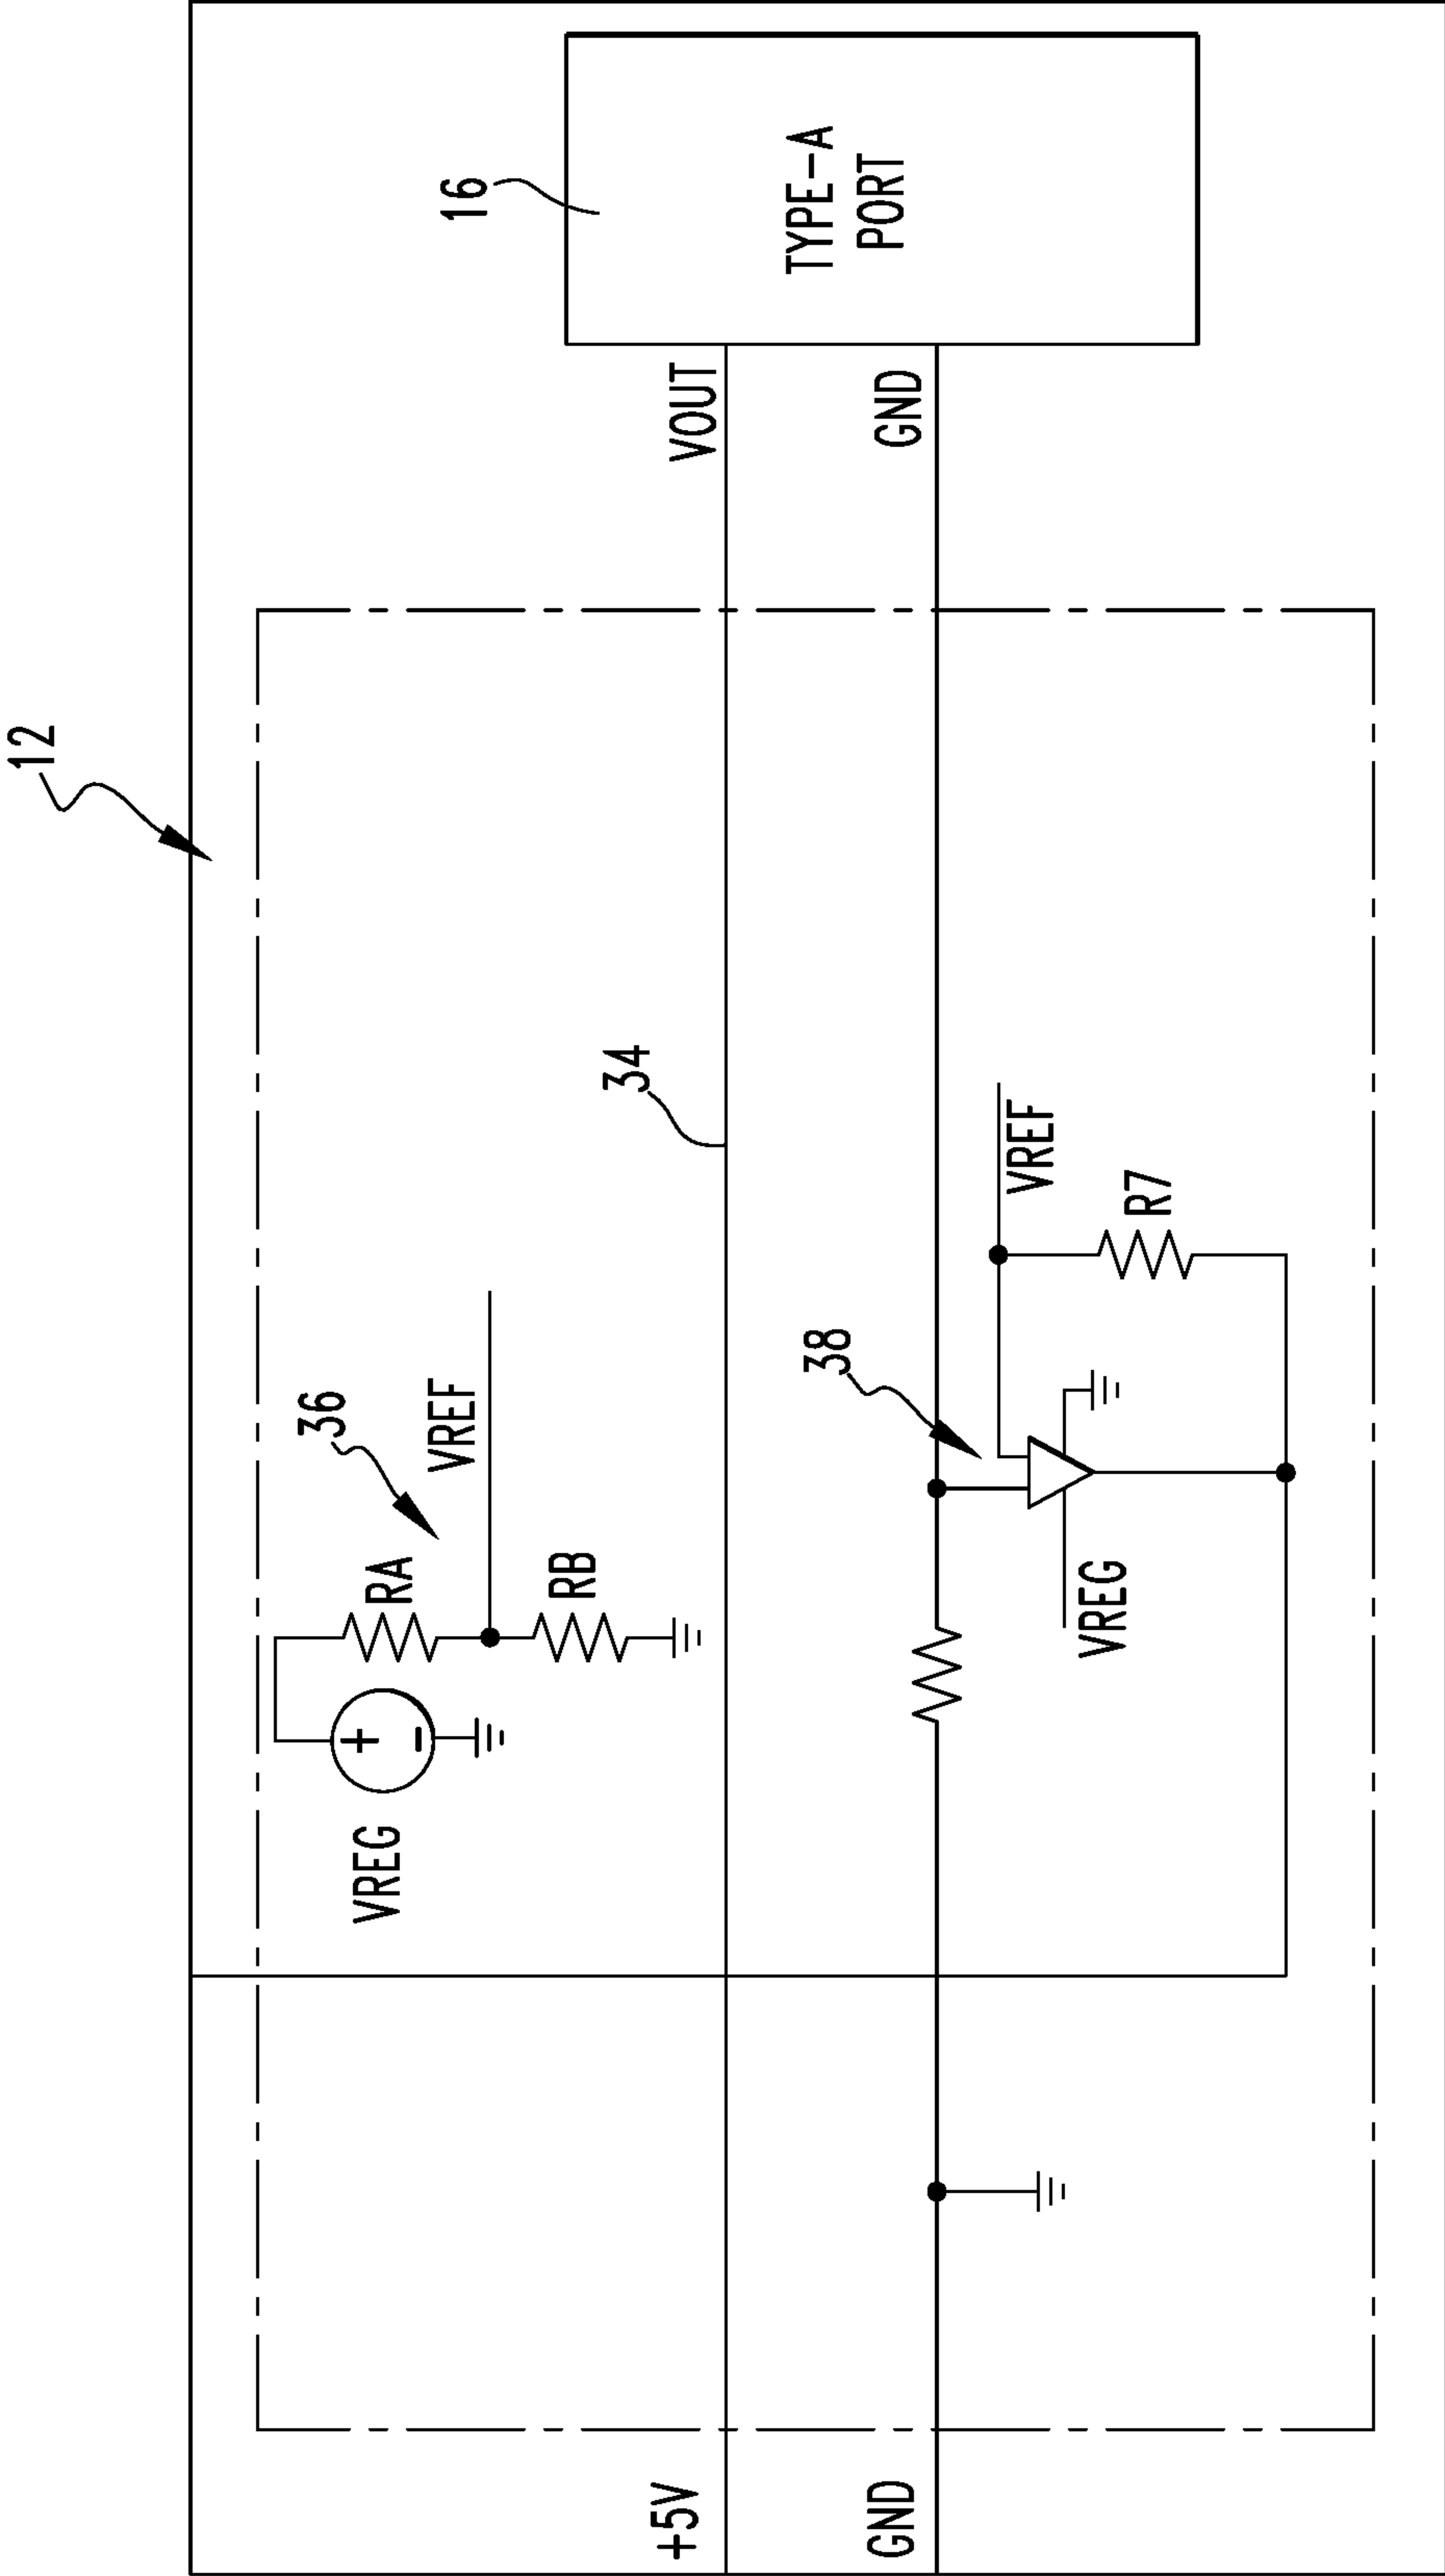 12
16
TYPE-A
PORT
VOUT
GND
34
36
VREF
RA
RB
VREG
+
-
38
VREF
R7
VREG
+5V
GND